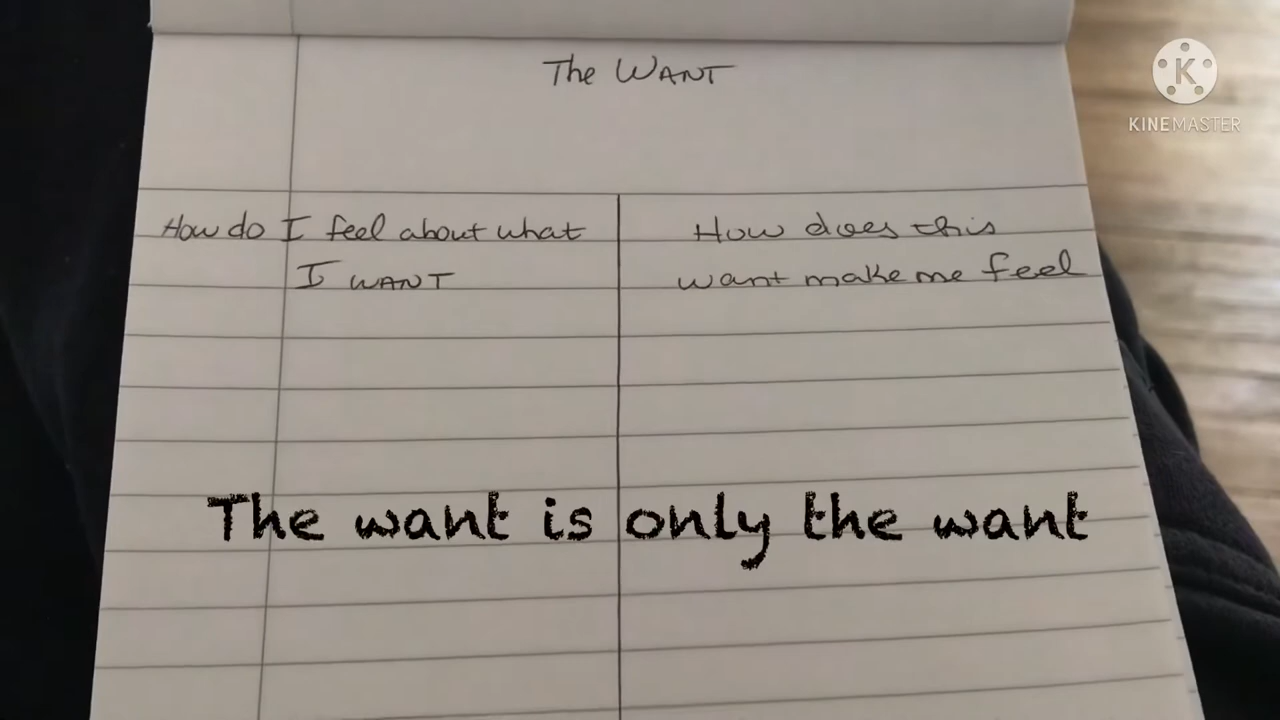 The WANT
KINEMASTER
How do I feel about what
I WANT
How does this
want make me feel
The want is only the want